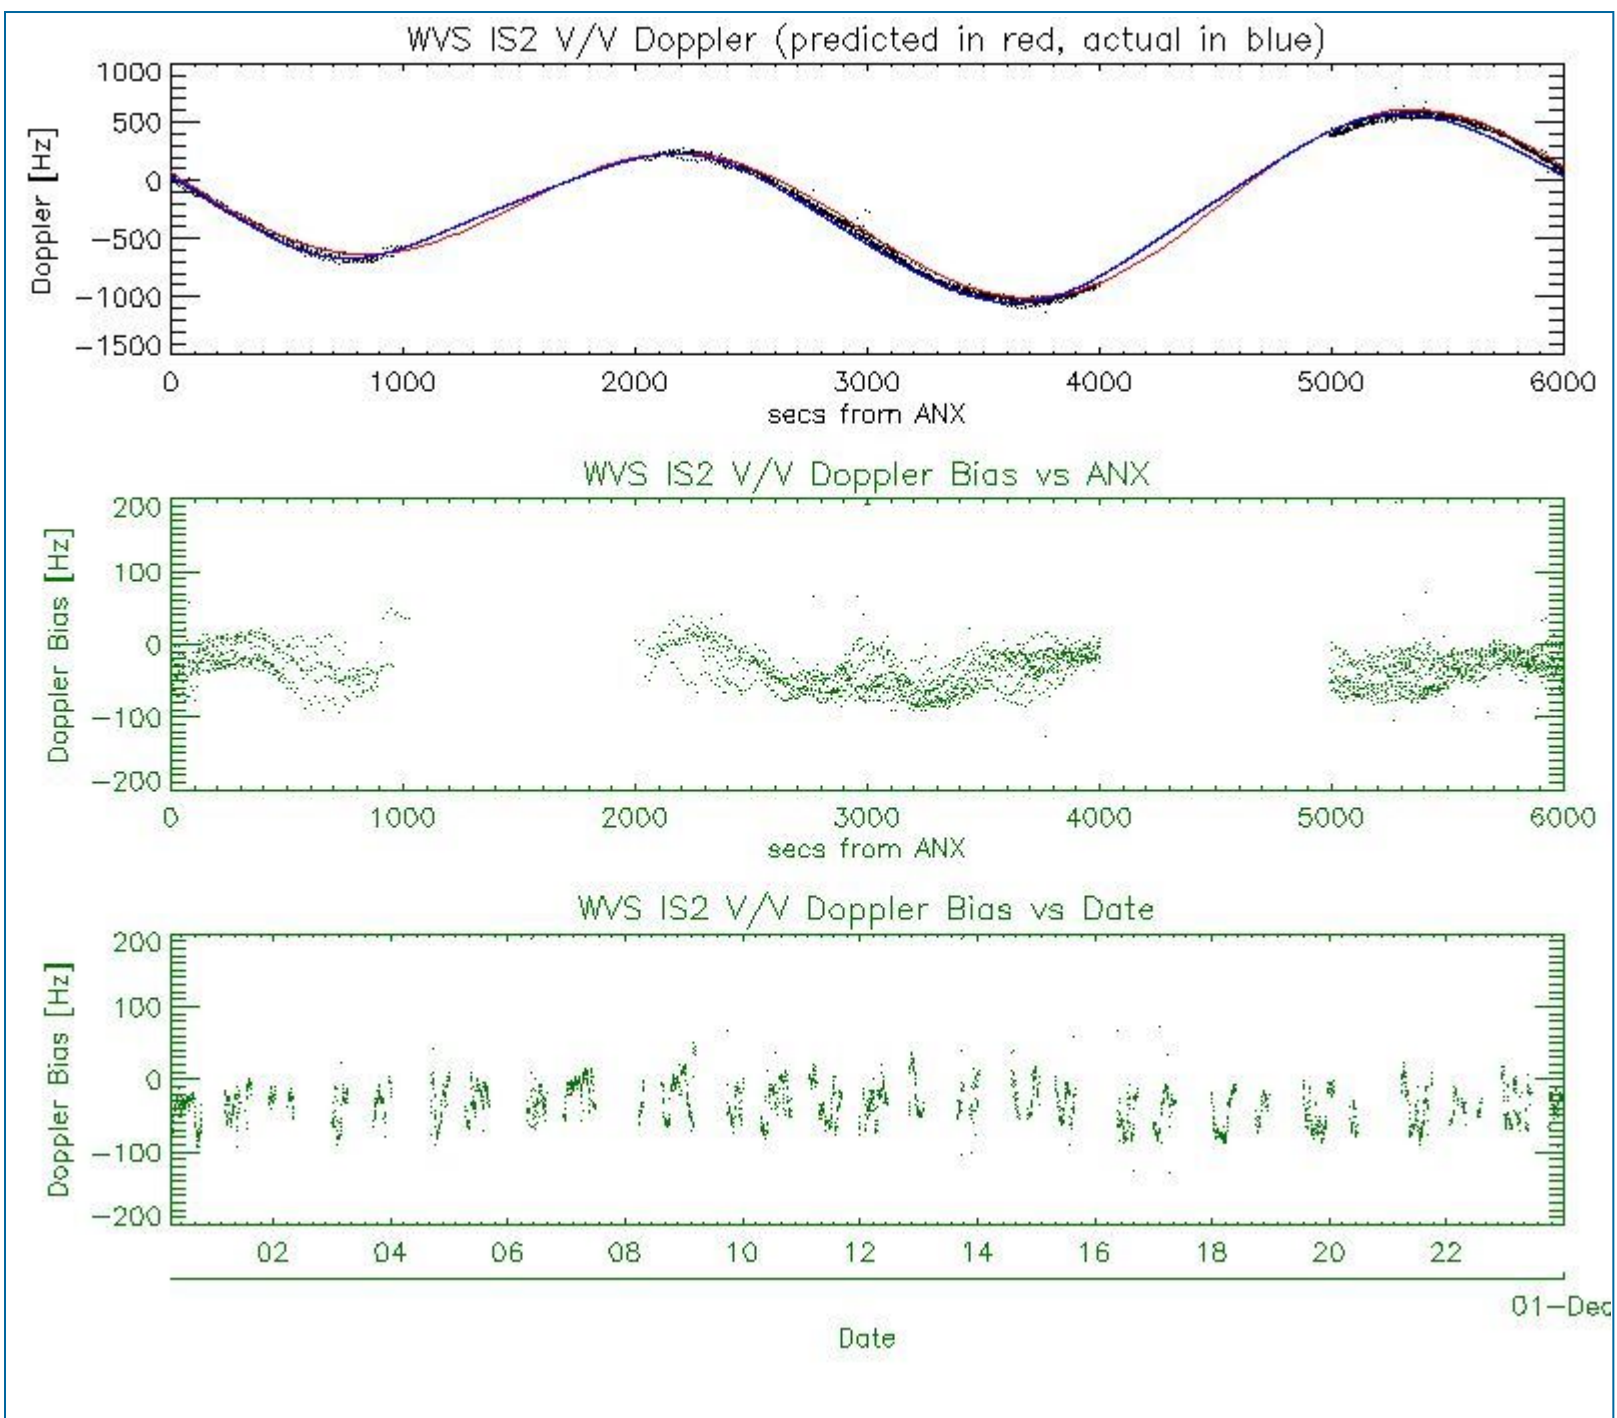 WVS IS2 V/V Doppler (predicted in red, actual in blue)
1000
500
0
−500
−1000
−1500
Doppler [Hz]
0 1000 2000 3000 4000 5000 6000
secs from ANX
WVS IS2 V/V Doppler Bias vs ANX
200
100
0
−100
−200
Doppler Bias [Hz]
0 1000 2000 3000 4000 5000 6000
secs from ANX
WVS IS2 V/V Doppler Bias vs Date
200
100
0
−100
−200
Doppler Bias [Hz]
02 04 06 08 10 12 14 16 18 20 22
01−Dec
Date